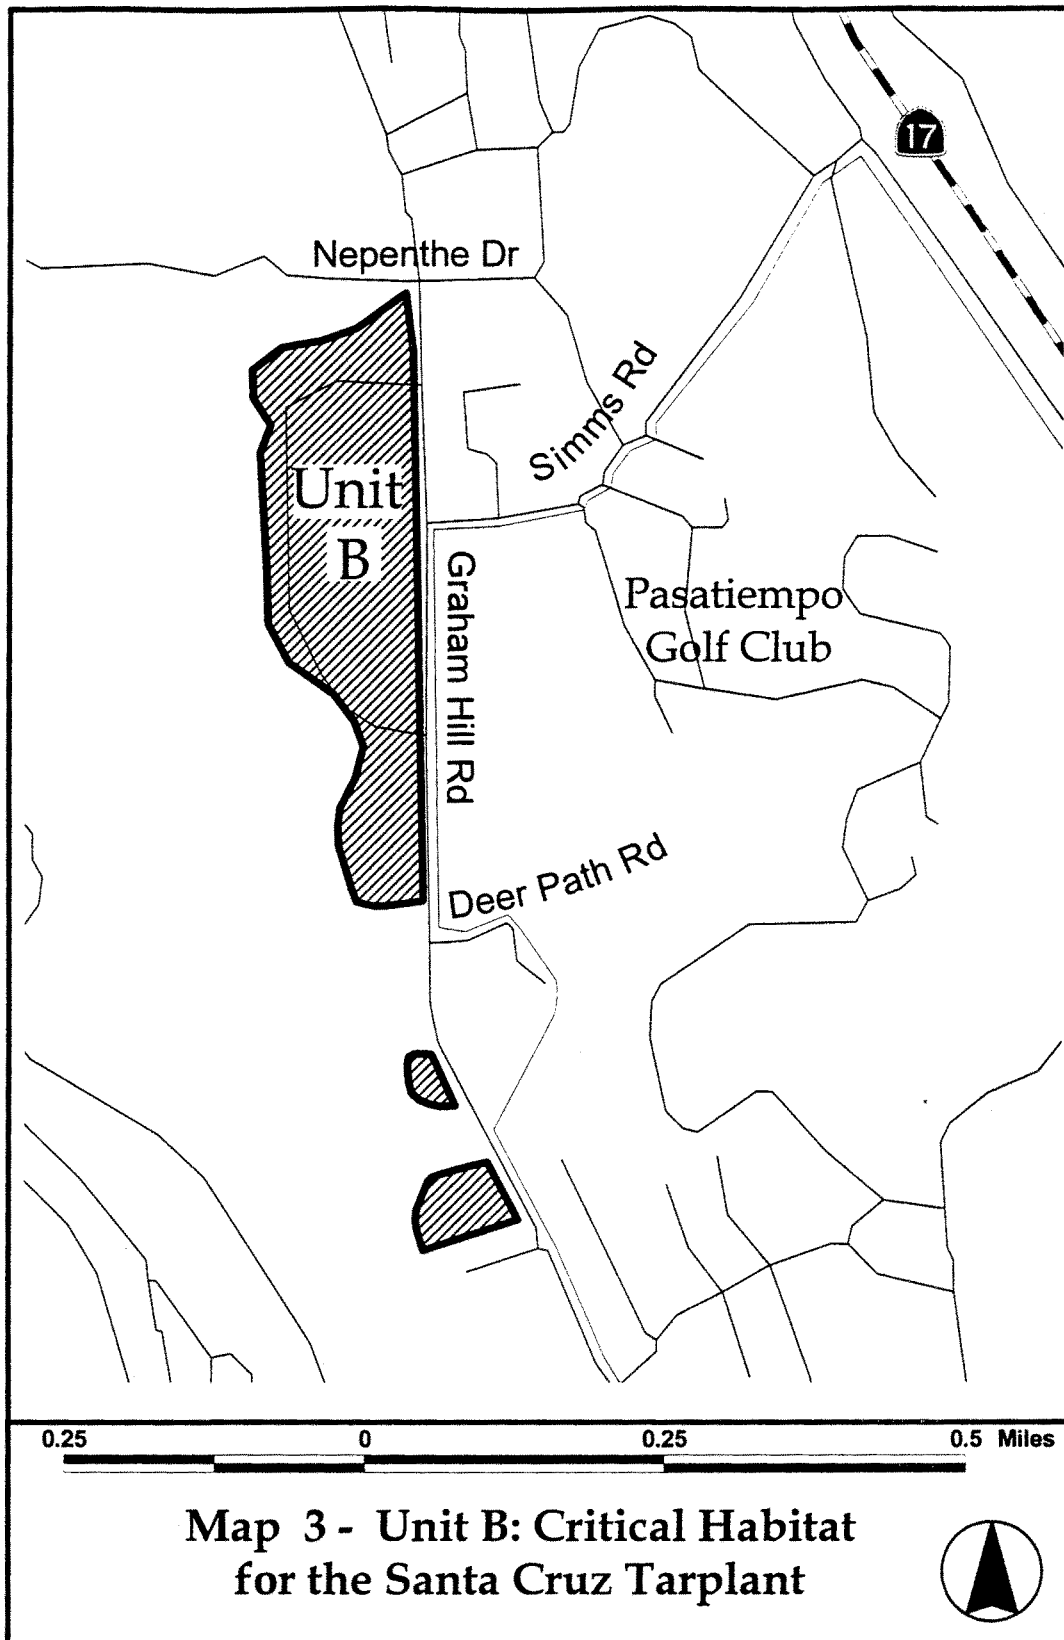 17
Nepenthe Dr
Simms Rd
Unit
B
Graham Hill Rd
Pasatiempo
Golf Club
Deer Path Rd
0.25 0 0.25 0.5 Miles
Map 3 - Unit B: Critical Habitat
for the Santa Cruz Tarplant